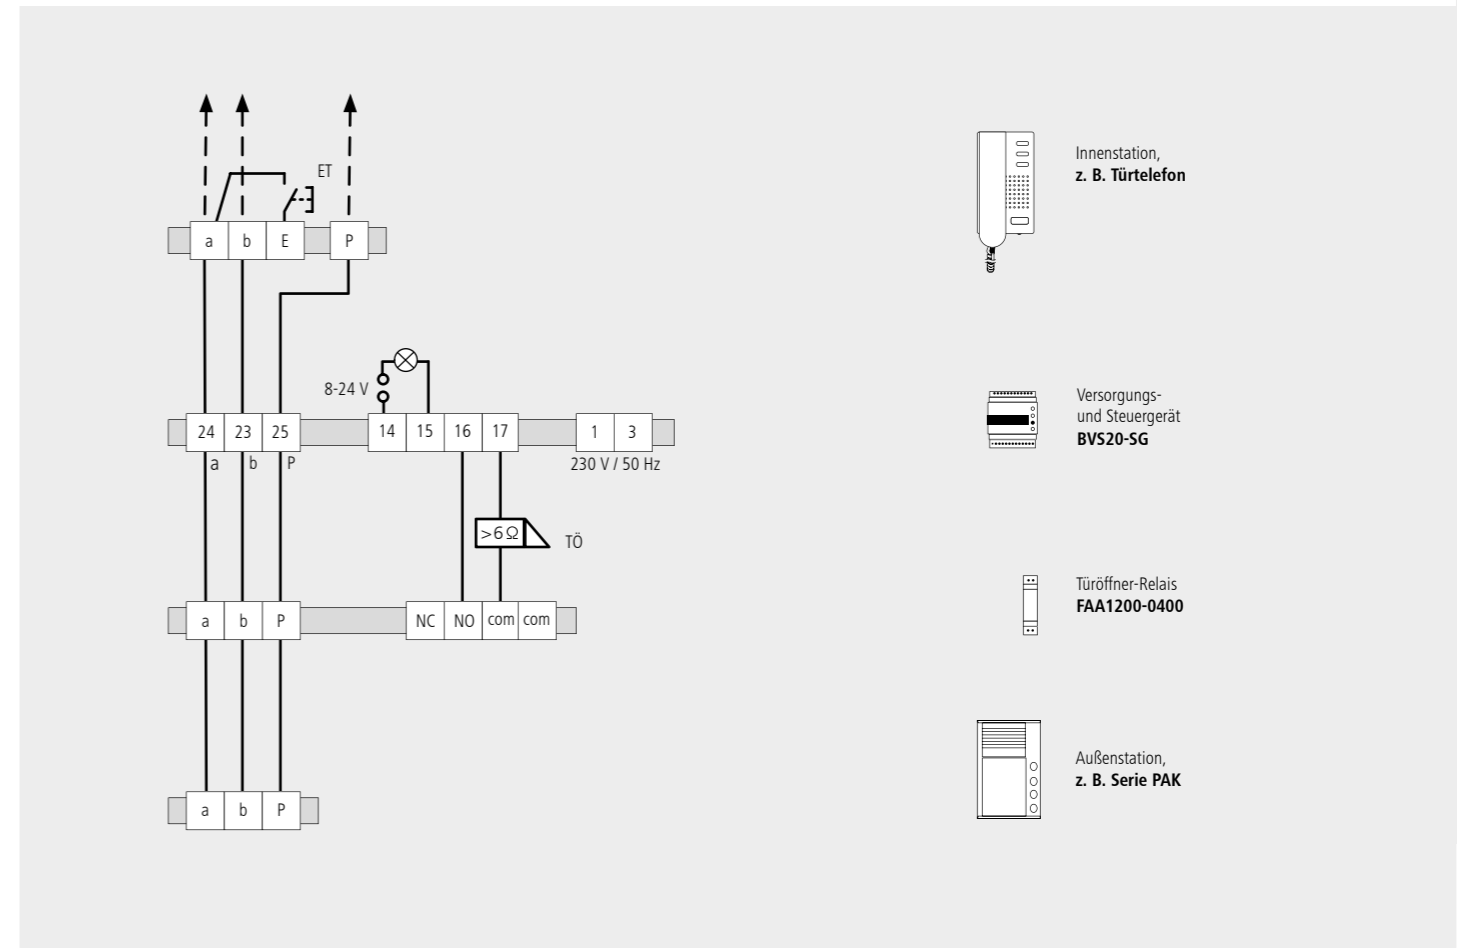 ET
a b E P
Innenstation,
z. B. Türtelefon
8-24 V
24 23 25 14 15 16 17 1 3
a b P 230 V / 50 Hz
Versorgungs-
und Steuergerät
BVS20-SG
>6 Ω TÖ
a b P NC NO com com
Türöffner-Relais
FAA1200-0400
a b P
Außenstation,
z. B. Serie PAK